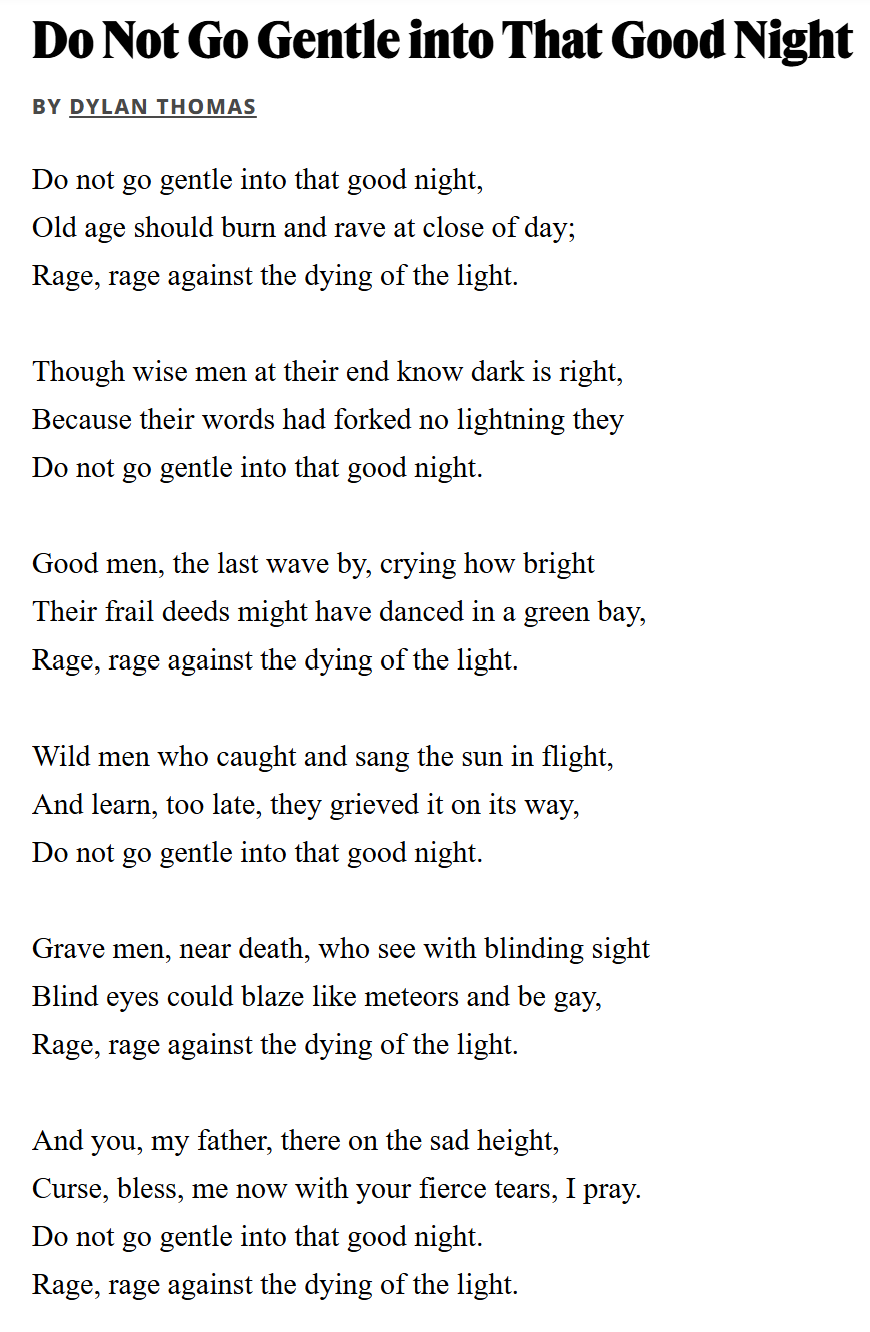 Do Not Go Gentle into That Good Night
BY DYLAN THOMAS
Do not go gentle into that good night,
Old age should burn and rave at close of day;
Rage, rage against the dying of the light.
Though wise men at their end know dark is right,
Because their words had forked no lightning they
Do not go gentle into that good night.
Good men, the last wave by, crying how bright
Their frail deeds might have danced in a green bay,
Rage, rage against the dying of the light.
Wild men who caught and sang the sun in flight,
And learn, too late, they grieved it on its way,
Do not go gentle into that good night.
Grave men, near death, who see with blinding sight
Blind eyes could blaze like meteors and be gay,
Rage, rage against the dying of the light.
And you, my father, there on the sad height,
Curse, bless, me now with your fierce tears, I pray.
Do not go gentle into that good night.
Rage, rage against the dying of the light.